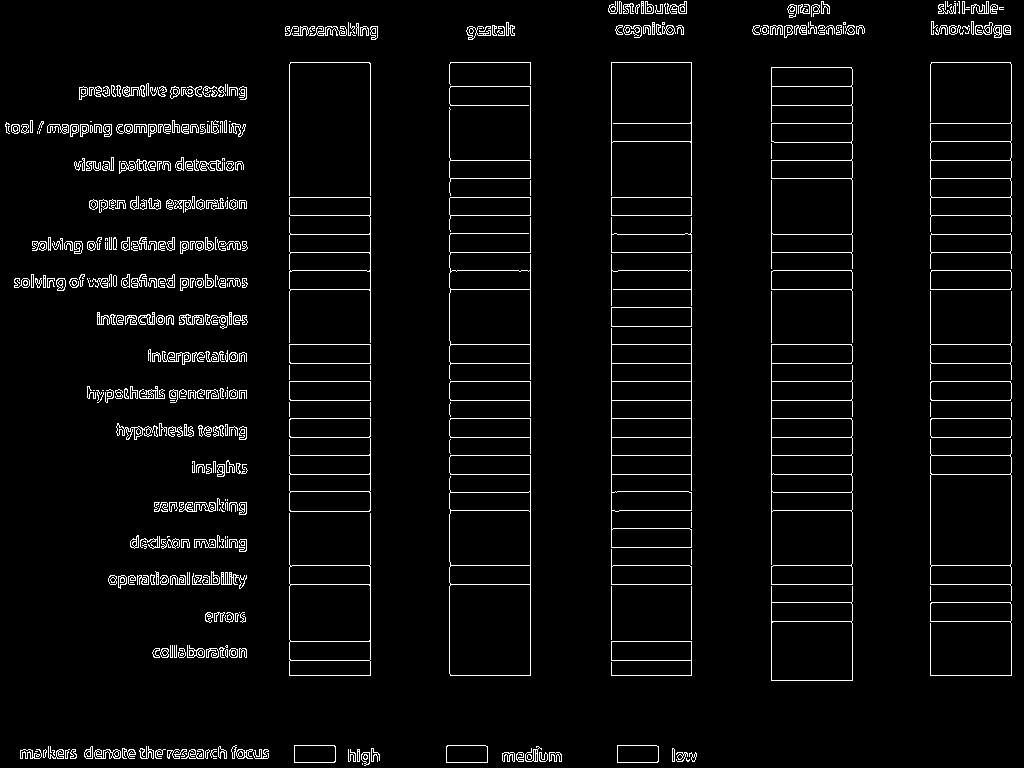 sensemaking
gestalt
distributed
cognition
graph
comprehension
skill-rule-
knowledge
preattentive processing
tool / mapping comprehensibility
visual pattern detection
open data exploration
solving of ill defined problems
solving of well defined problems
interaction strategies
interpretation
hypothesis generation
hypothesis testing
insights
sensemaking
decision making
operationalizability
errors
collaboration
markers denote the research focus
high
medium
low